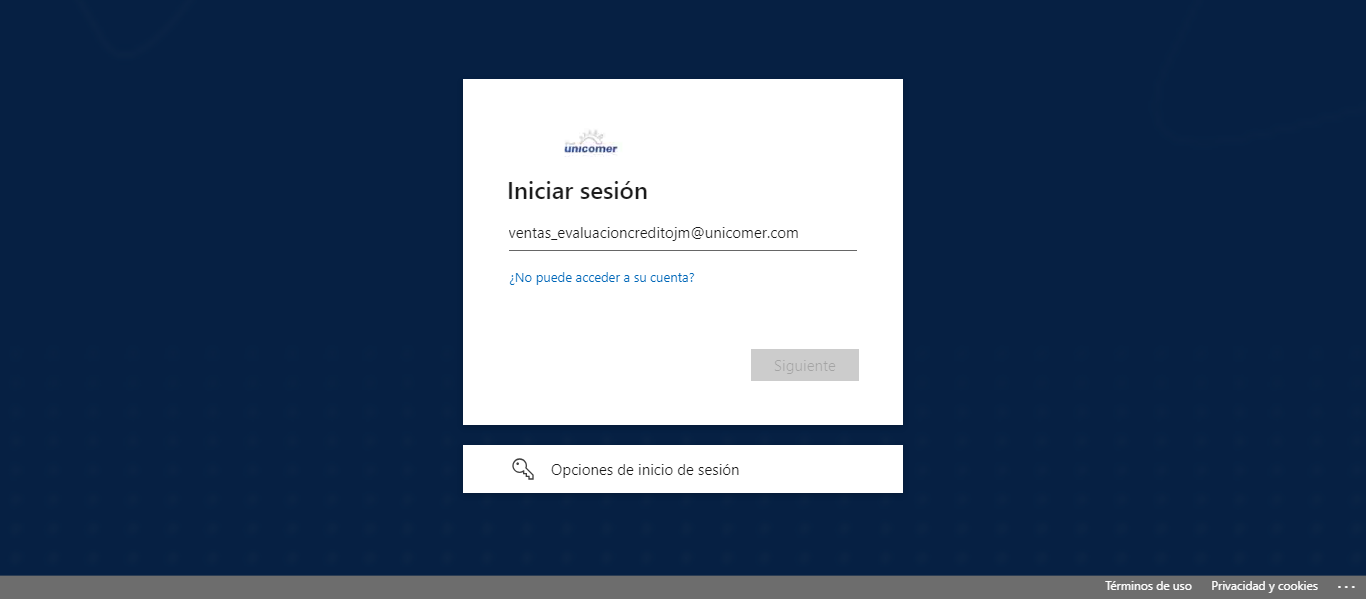 unicomer
Iniciar sesión
ventas_evaluacioncreditojm@unicomer.com
¿No puede acceder a su cuenta?
Siguiente
Opciones de inicio de sesión
Términos de uso Privacidad y cookies ...